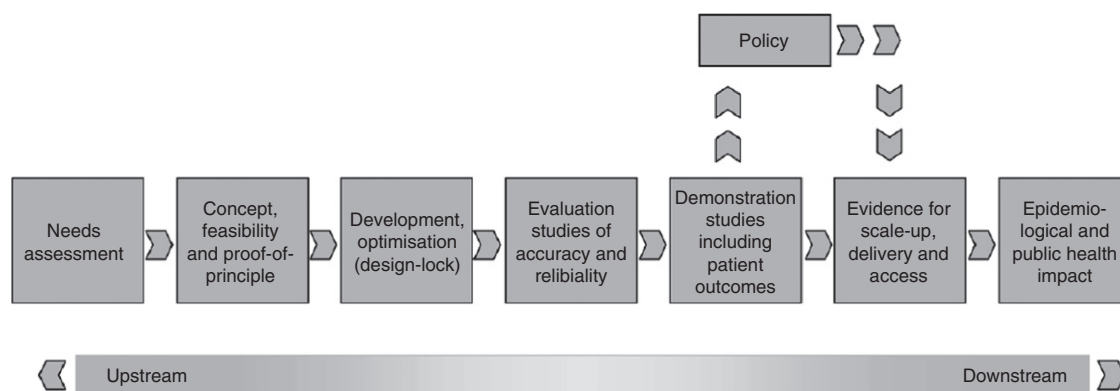 Policy
Needs
assessment
Concept,
feasibility
and proof-of-
principle
Development,
optimisation
(design-lock)
Evaluation
studies of
accuracy and
relibiality
Demonstration
studies
including
patient
outcomes
Evidence for
scale-up,
delivery and
access
Epidemio-
logical and
public health
impact
Upstream
Downstream